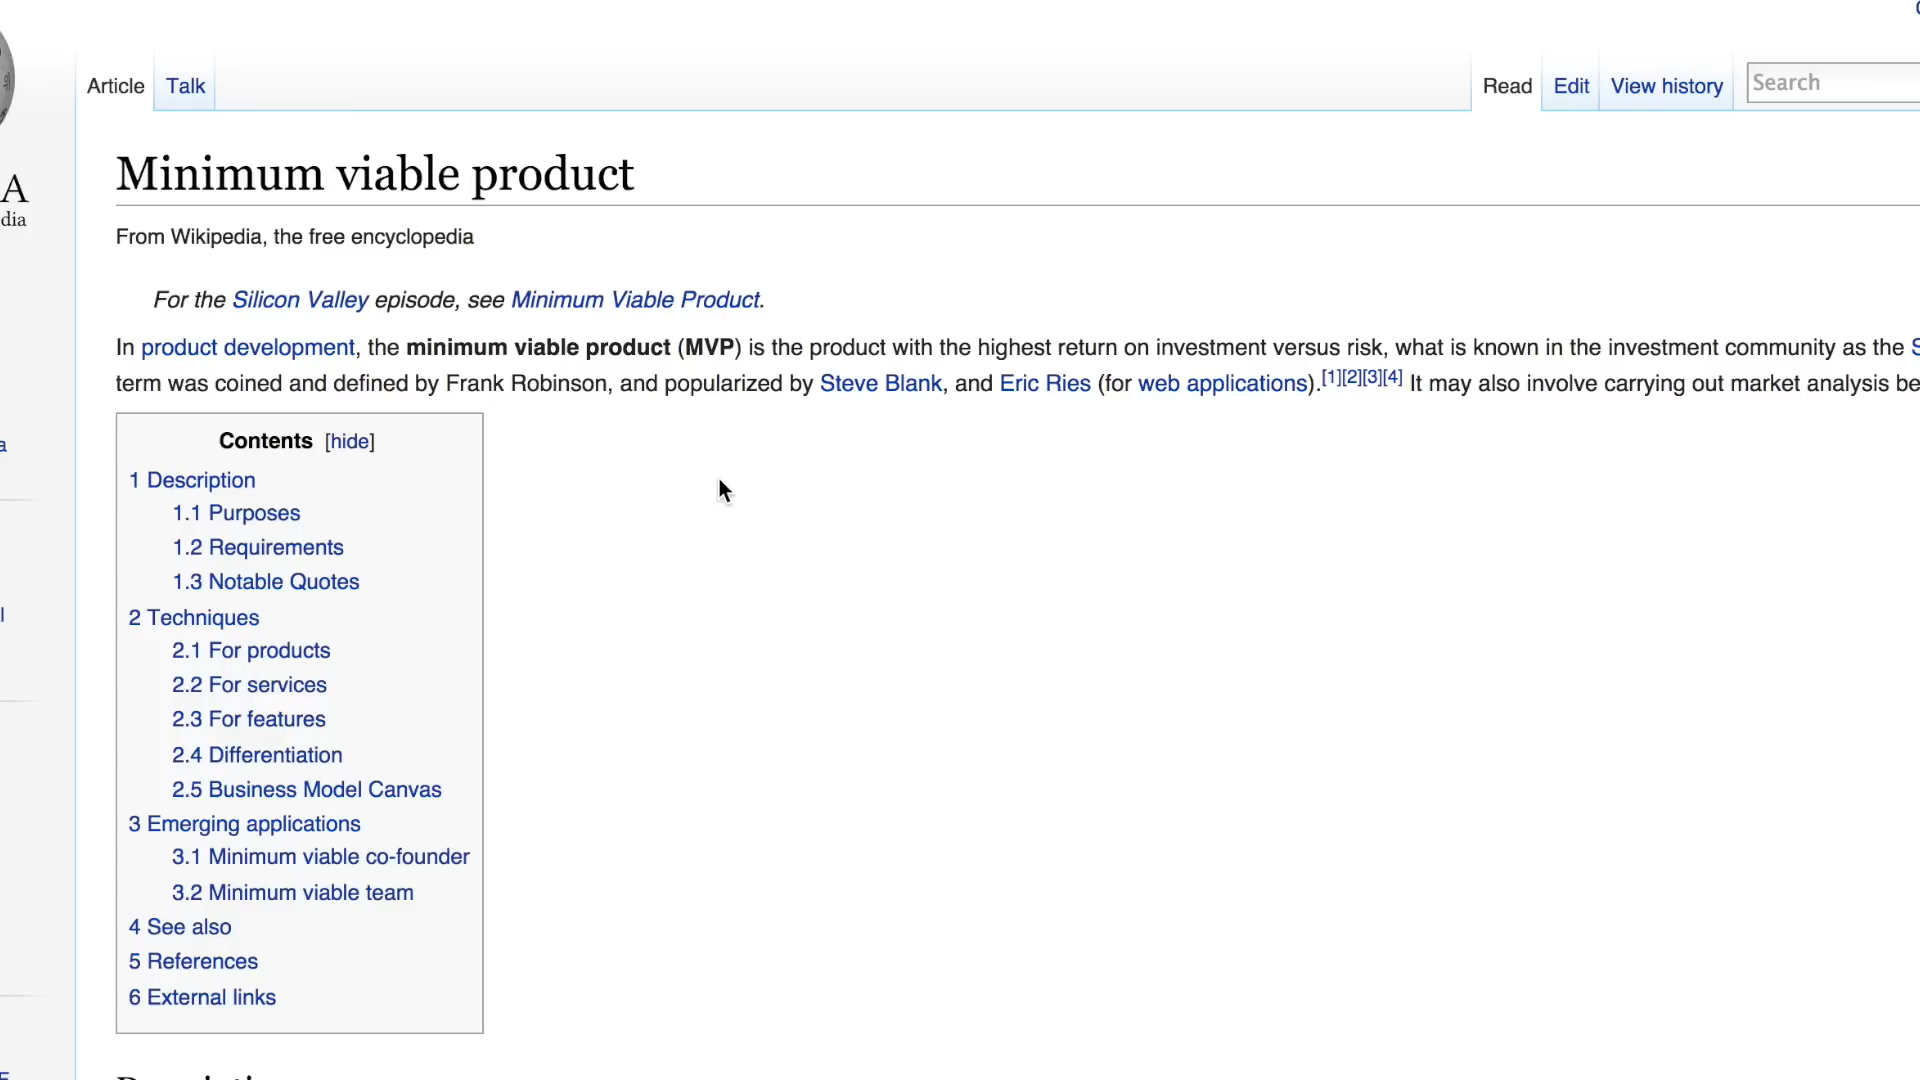 Article Talk Read Edit View history Search
A
dia
Minimum viable product
From Wikipedia, the free encyclopedia
For the Silicon Valley episode, see Minimum Viable Product.
In product development, the minimum viable product (MVP) is the product with the highest return on investment versus risk, what is known in the investment community as the
term was coined and defined by Frank Robinson, and popularized by Steve Blank, and Eric Ries (for web applications).[1][2][3][4] It may also involve carrying out market analysis be
Contents [hide]
1 Description
1.1 Purposes
1.2 Requirements
1.3 Notable Quotes
2 Techniques
2.1 For products
2.2 For services
2.3 For features
2.4 Differentiation
2.5 Business Model Canvas
3 Emerging applications
3.1 Minimum viable co-founder
3.2 Minimum viable team
4 See also
5 References
6 External links